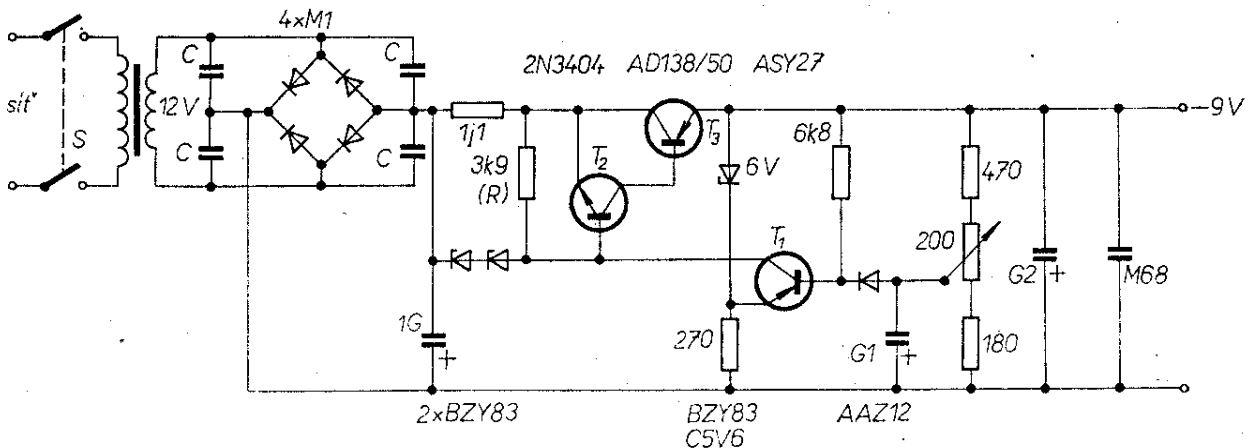 4×M1
C
C
síť
12V
S
C
C
2N3404 AD138/50 ASY27
-9V
1j1
T3
6k8
3k9
(R)
T2
6V
470
T1
200
G2
+
M68
1G
+
270
G1
+
180
2×BZY83
BZY83
C5V6
AAZ12